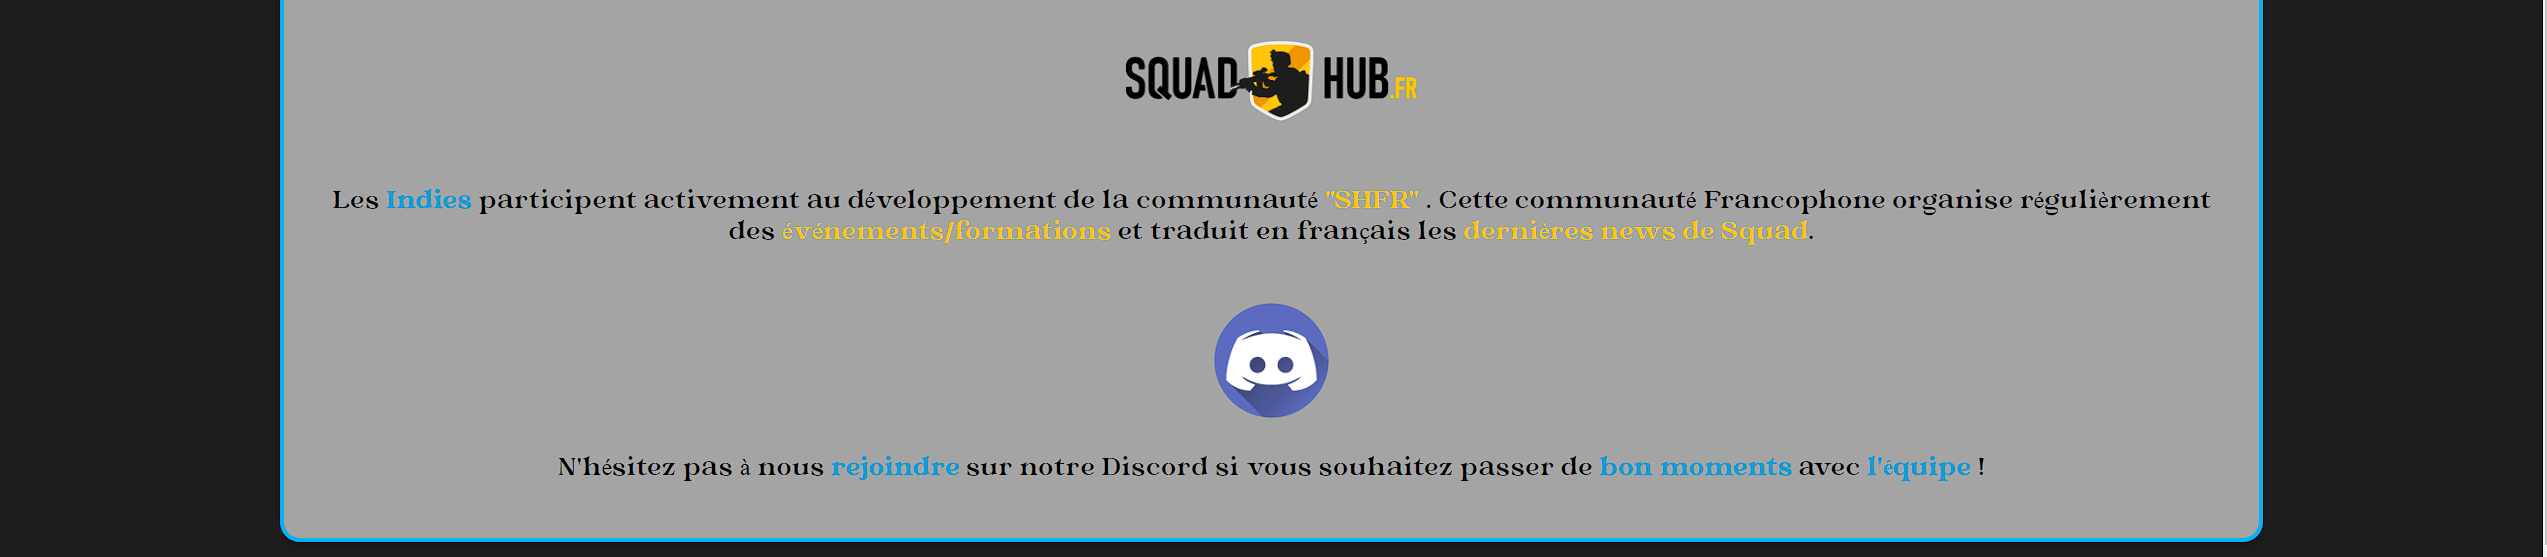 SQUAD HUB.FR
Les Indies participent activement au développement de la communauté "SHFR" . Cette communauté Francophone organise régulièrement
des événements/formations et traduit en français les dernières news de Squad.
N'hésitez pas à nous rejoindre sur notre Discord si vous souhaitez passer de bon moments avec l'équipe !